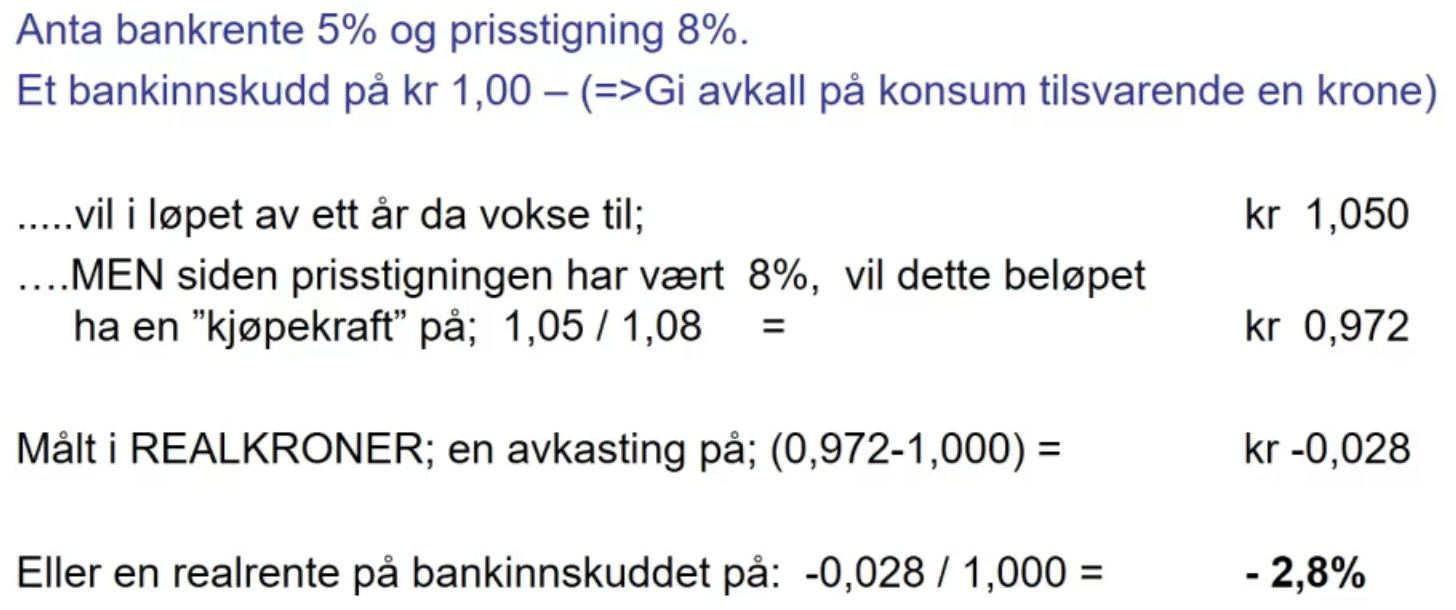 Anta bankrente 5% og prisstigning 8%.
Et bankinnskudd på kr 1,00 – (=>Gi avkall på konsum tilsvarende en krone)
.....vil i løpet av ett år da vokse til; kr 1,050
....MEN siden prisstigningen har vært 8%, vil dette beløpet
ha en ”kjøpekraft” på; 1,05 / 1,08 = kr 0,972
Målt i REALKRONER; en avkasting på; (0,972-1,000) = kr -0,028
Eller en realrente på bankinnskuddet på: -0,028 / 1,000 = - 2,8%